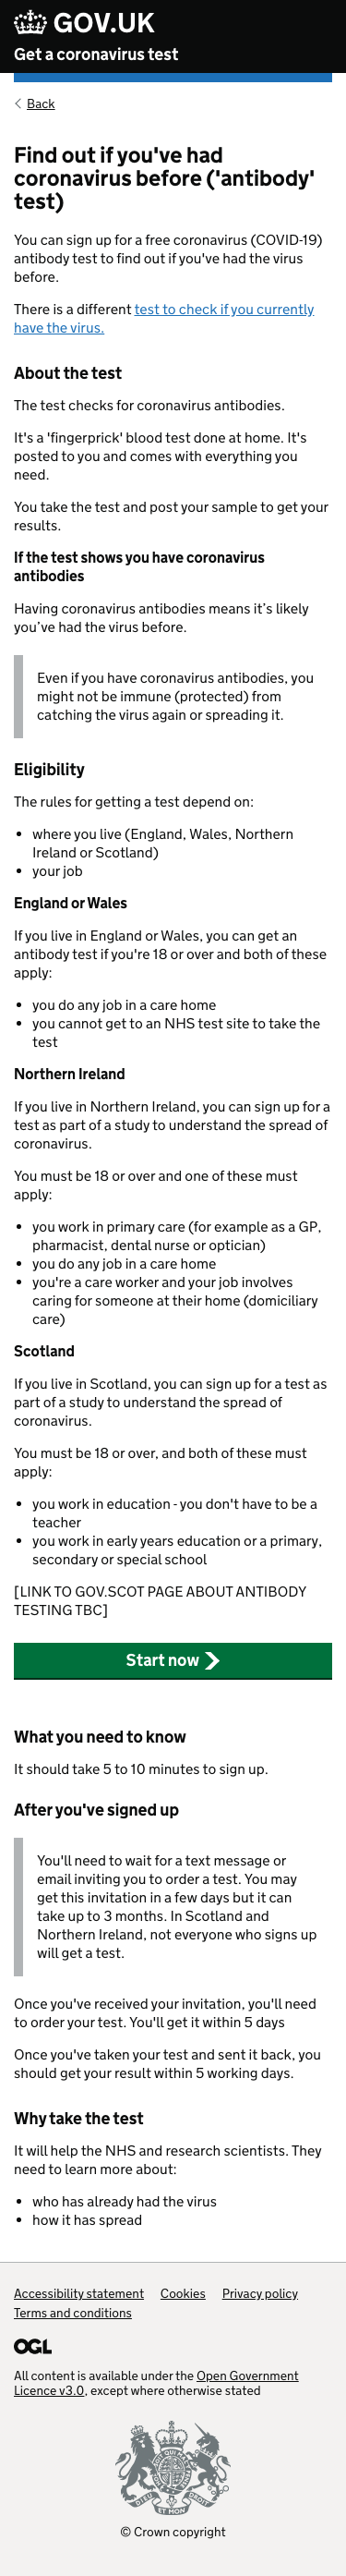 GOV.UK
Get a coronavirus test
Back
Find out if you've had
coronavirus before ('antibody'
test)
You can sign up for a free coronavirus (COVID-19)
antibody test to find out if you've had the virus
before.
There is a different test to check if you currently
have the virus.
About the test
The test checks for coronavirus antibodies.
It's a 'fingerprick' blood test done at home. It's
posted to you and comes with everything you
need.
You take the test and post your sample to get your
results.
If the test shows you have coronavirus
antibodies
Having coronavirus antibodies means it’s likely
you’ve had the virus before.
Even if you have coronavirus antibodies, you
might not be immune (protected) from
catching the virus again or spreading it.
Eligibility
The rules for getting a test depend on:
• where you live (England, Wales, Northern
Ireland or Scotland)
• your job
England or Wales
If you live in England or Wales, you can get an
antibody test if you're 18 or over and both of these
apply:
• you do any job in a care home
• you cannot get to an NHS test site to take the
test
Northern Ireland
If you live in Northern Ireland, you can sign up for a
test as part of a study to understand the spread of
coronavirus.
You must be 18 or over and one of these must
apply:
• you work in primary care (for example as a GP,
pharmacist, dental nurse or optician)
• you do any job in a care home
• you're a care worker and your job involves
caring for someone at their home (domiciliary
care)
Scotland
If you live in Scotland, you can sign up for a test as
part of a study to understand the spread of
coronavirus.
You must be 18 or over, and both of these must
apply:
• you work in education - you don't have to be a
teacher
• you work in early years education or a primary,
secondary or special school
[LINK TO GOV.SCOT PAGE ABOUT ANTIBODY
TESTING TBC]
Start now
What you need to know
It should take 5 to 10 minutes to sign up.
After you've signed up
You'll need to wait for a text message or
email inviting you to order a test. You may
get this invitation in a few days but it can
take up to 3 months. In Scotland and
Northern Ireland, not everyone who signs up
will get a test.
Once you've received your invitation, you'll need
to order your test. You'll get it within 5 days
Once you've taken your test and sent it back, you
should get your result within 5 working days.
Why take the test
It will help the NHS and research scientists. They
need to learn more about:
• who has already had the virus
• how it has spread
Accessibility statement Cookies Privacy policy
Terms and conditions
OGL
All content is available under the Open Government
Licence v3.0, except where otherwise stated
DIEU ET MON DROIT
© Crown copyright